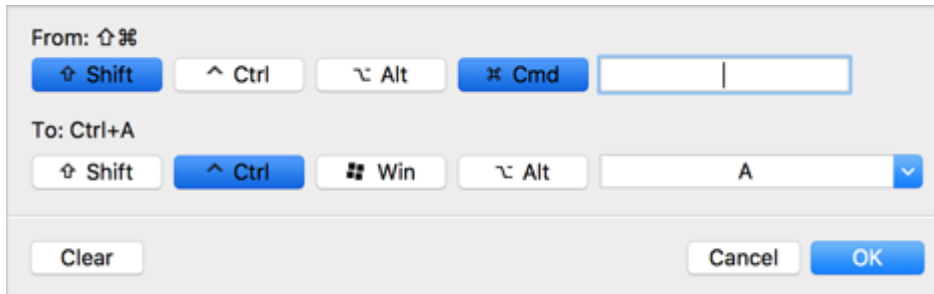 From: ⇧⌘
⇧ Shift ^ Ctrl ⌥ Alt ⌘ Cmd
To: Ctrl+A
⇧ Shift ^ Ctrl Win ⌥ Alt A
Clear Cancel OK